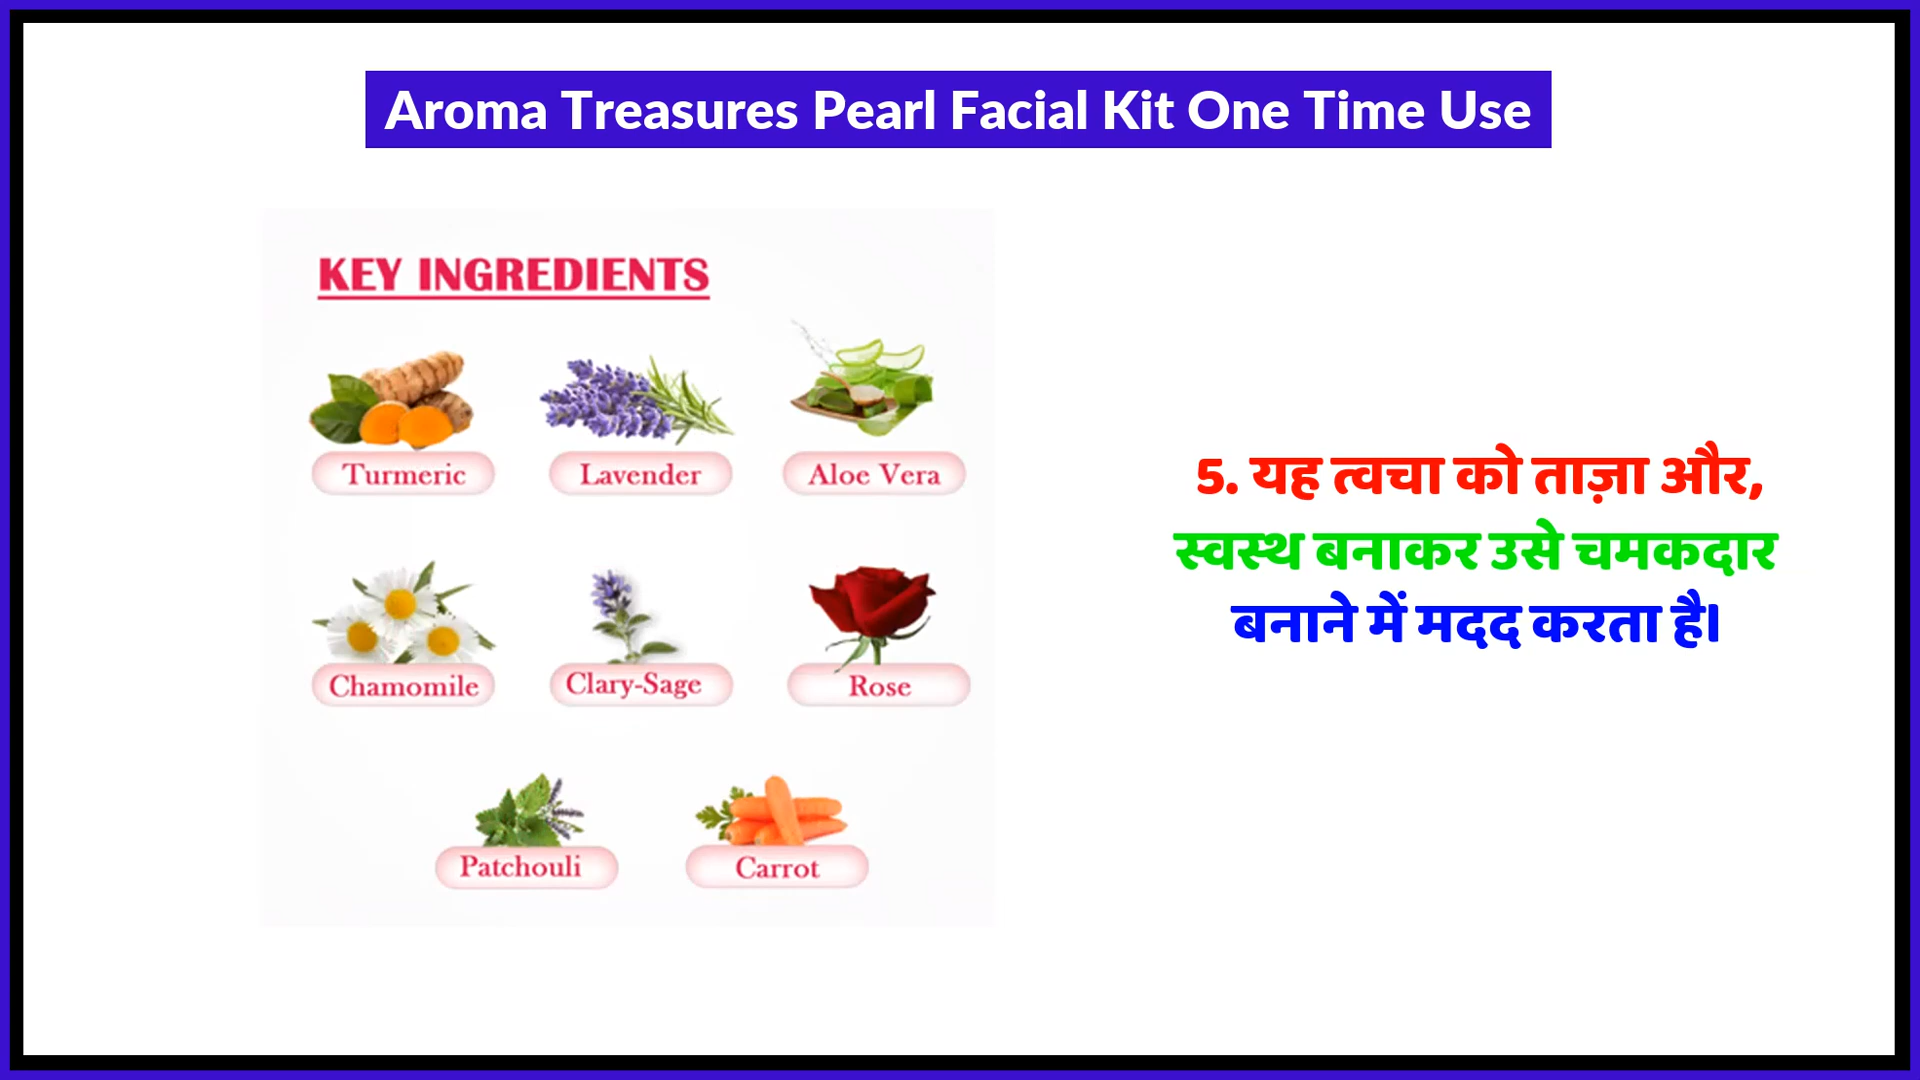 Aroma Treasures Pearl Facial Kit One Time Use
KEY INGREDIENTS
Turmeric
Lavender
Aloe Vera
Chamomile
Clary-Sage
Rose
Patchouli
Carrot
5. यह त्वचा को ताज़ा और,
स्वस्थ बनाकर उसे चमकदार
बनाने में मदद करता है।